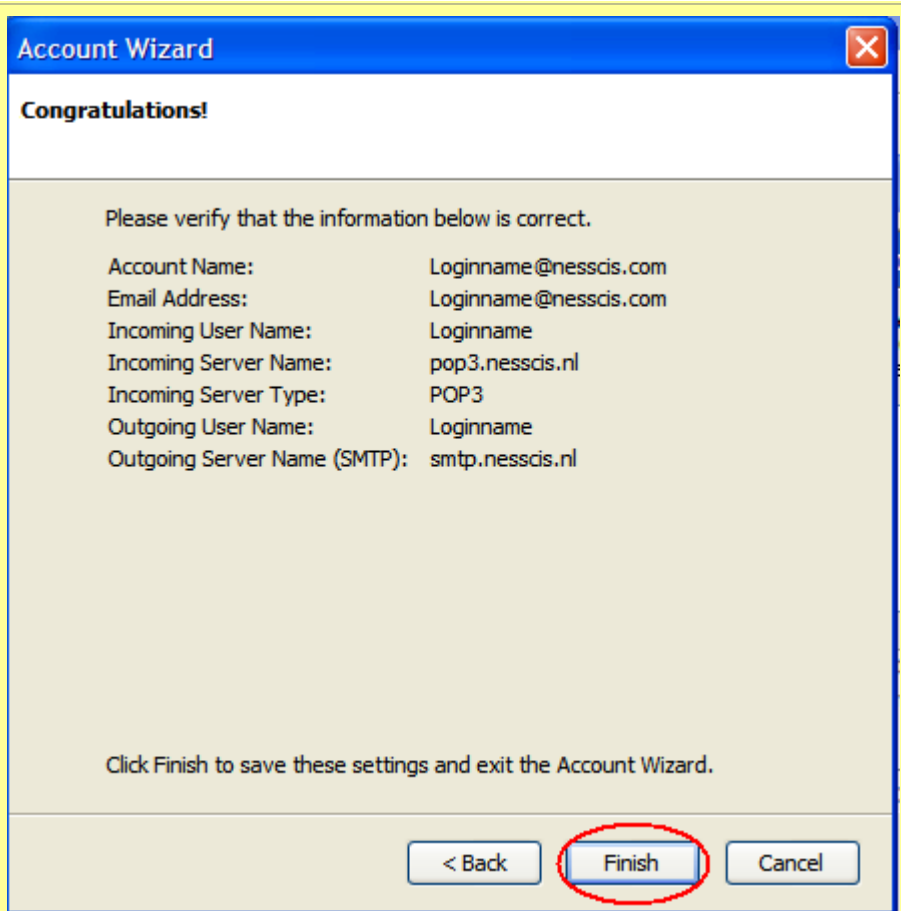 Account Wizard
Congratulations!
Please verify that the information below is correct.
Account Name: Loginname@nesscis.com
Email Address: Loginname@nesscis.com
Incoming User Name: Loginname
Incoming Server Name: pop3.nesscis.nl
Incoming Server Type: POP3
Outgoing User Name: Loginname
Outgoing Server Name (SMTP): smtp.nesscis.nl
Click Finish to save these settings and exit the Account Wizard.
< Back Finish Cancel